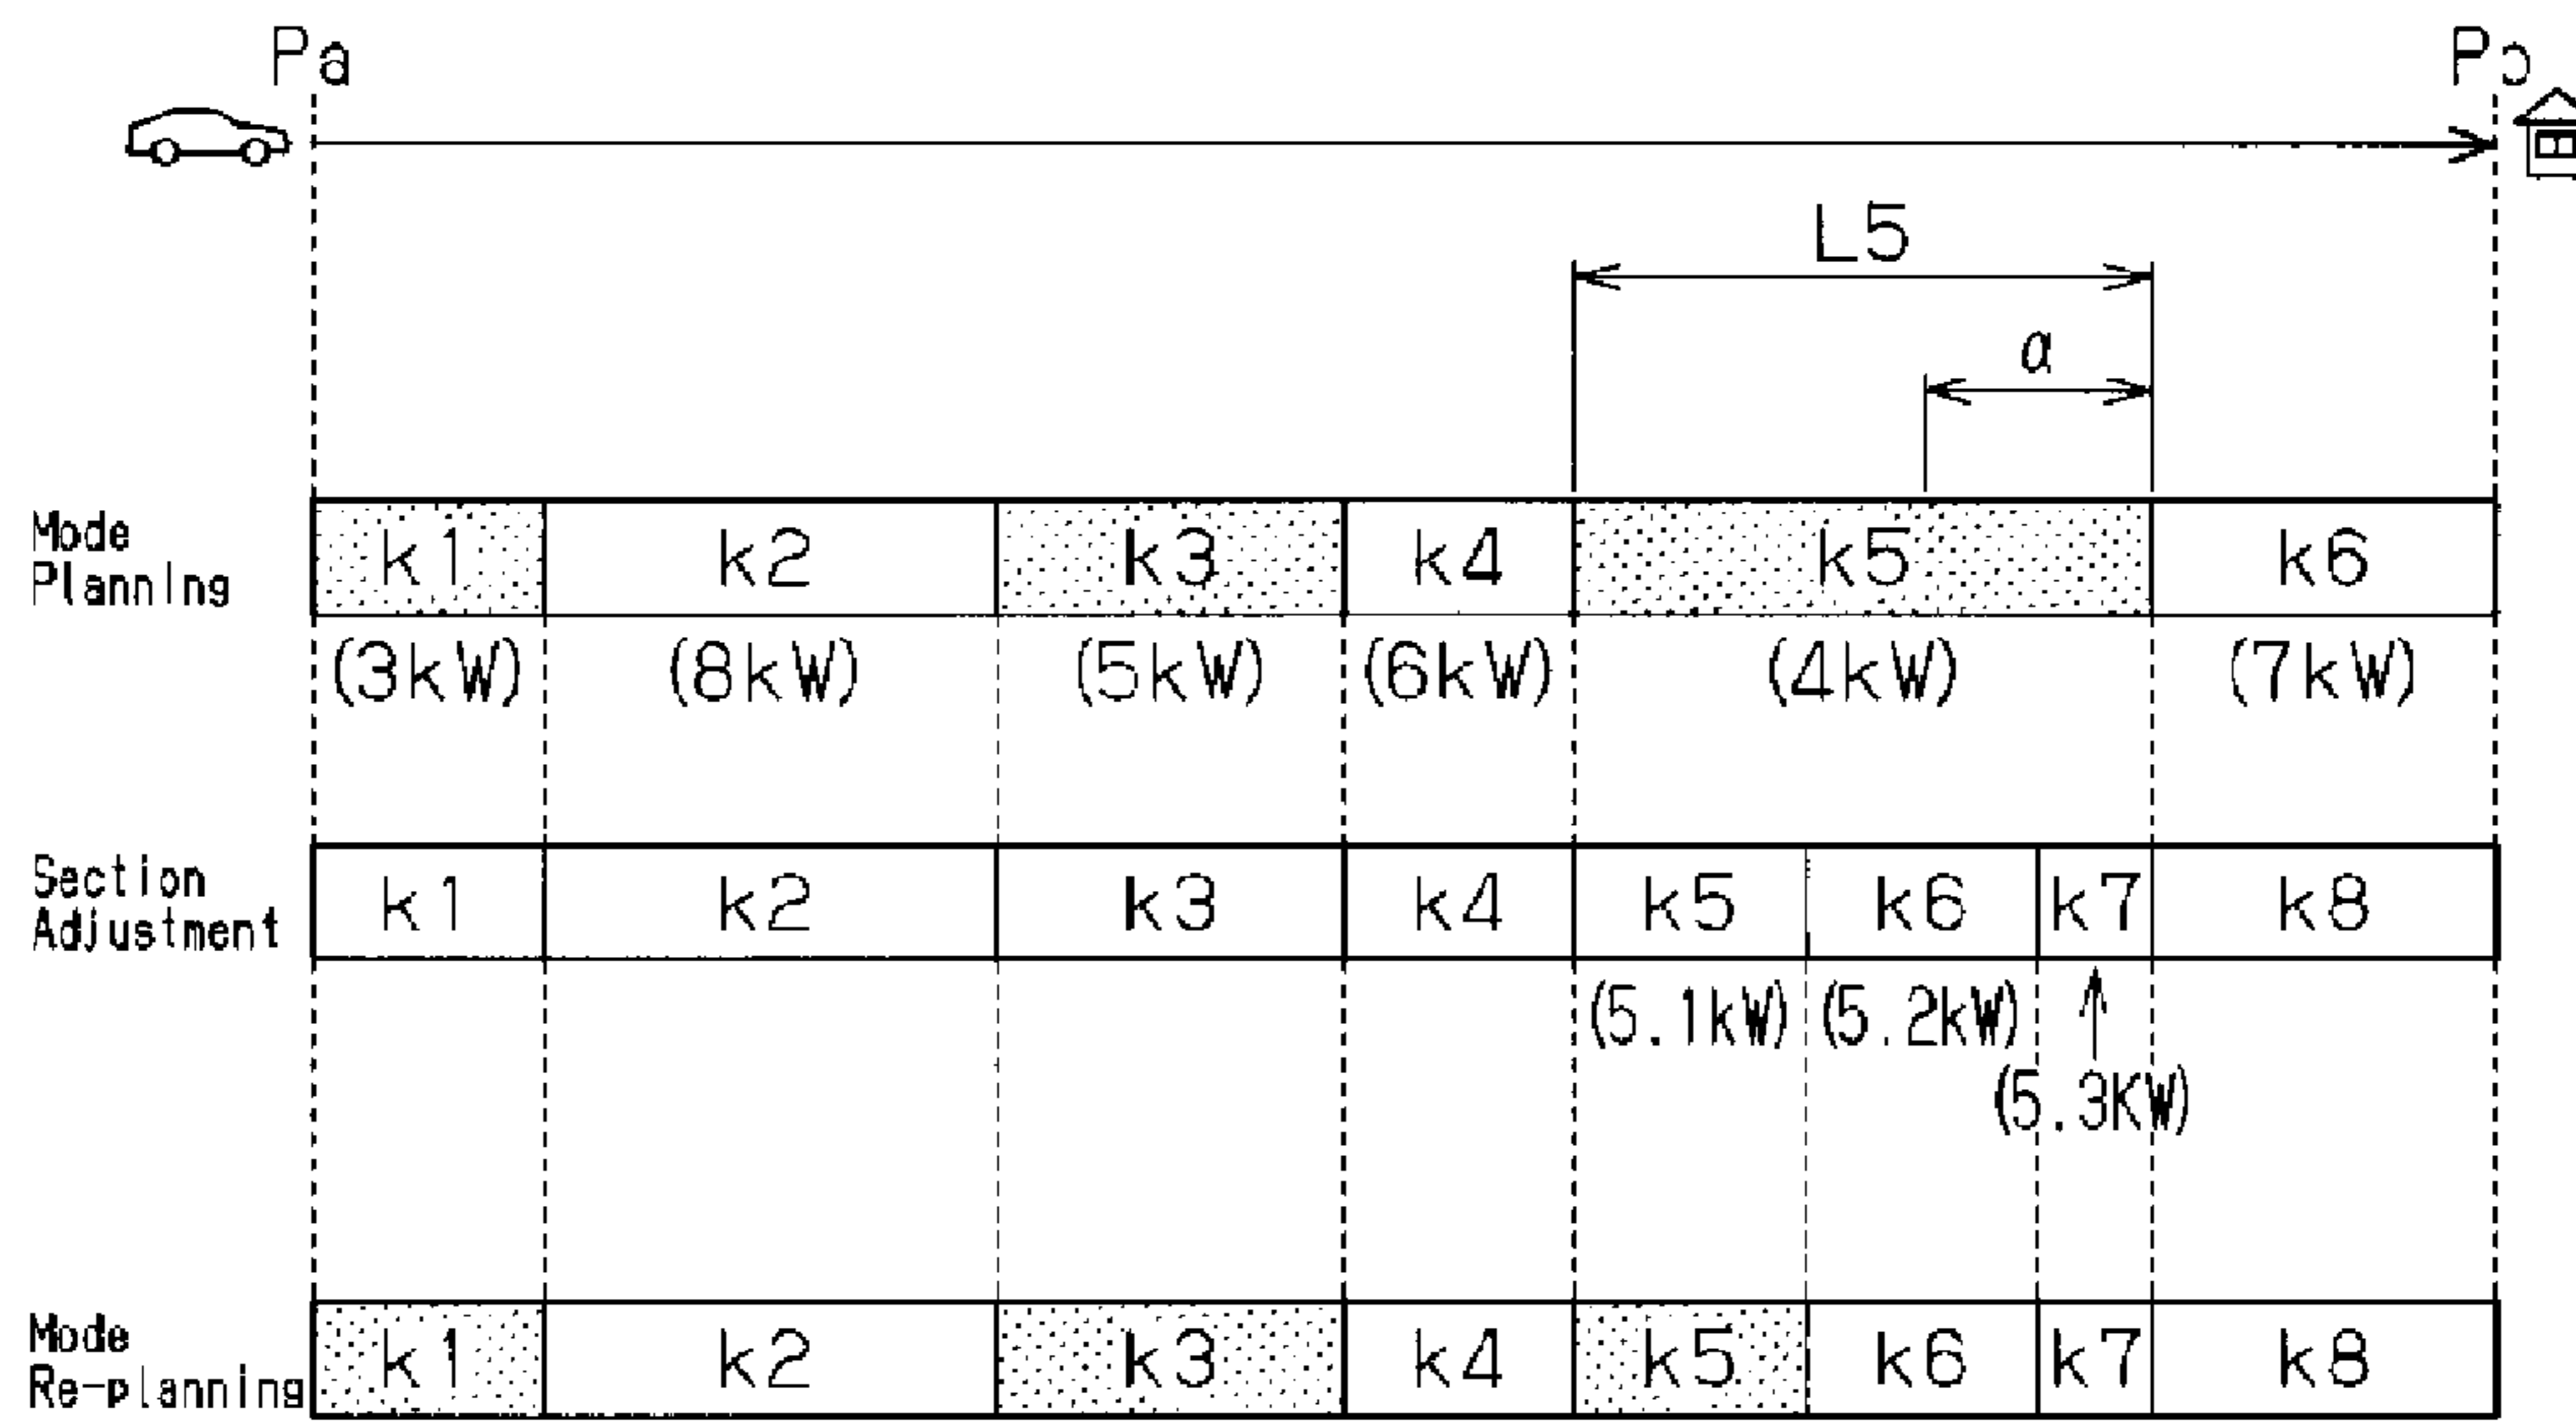 Pa
L5
α
Mode
Planning
k1 k2 k3 k4 k5 k6
(3kW) (8kW) (5kW) (6kW) (4kW) (7kW)
Section
Adjustment
k1 k2 k3 k4 k5 k6 k7 k8
(5.1kW) (5.2kW)
(5.3KW)
Mode
Re-planning
k1 k2 k3 k4 k5 k6 k7 k8